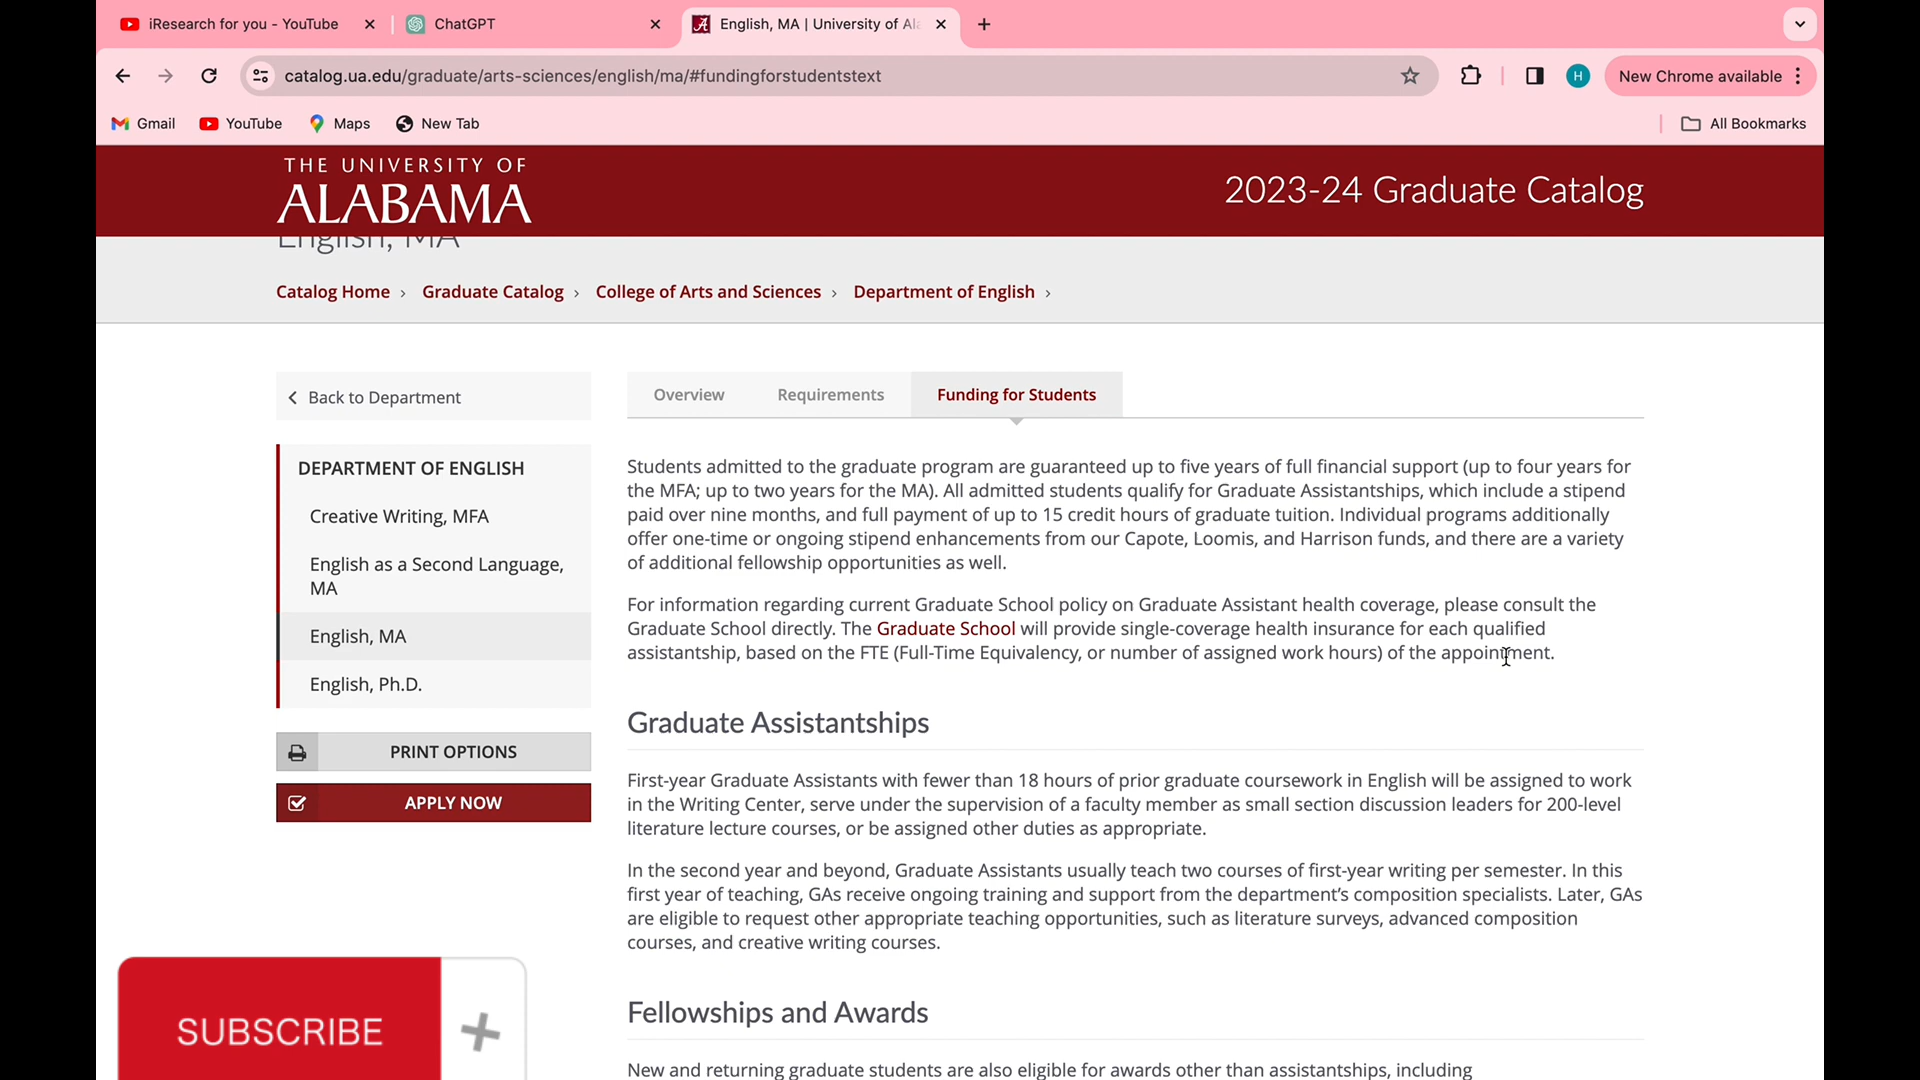 iResearch for you - YouTube
ChatGPT
English, MA | University of Al
catalog.ua.edu/graduate/arts-sciences/english/ma/#fundingforstudentstext
H
New Chrome available
Gmail
YouTube
Maps
New Tab
All Bookmarks
THE UNIVERSITY OF
ALABAMA
2023-24 Graduate Catalog
English, MA
Catalog Home › Graduate Catalog › College of Arts and Sciences › Department of English ›
Back to Department
Overview
Requirements
Funding for Students
DEPARTMENT OF ENGLISH
Creative Writing, MFA
English as a Second Language,
MA
English, MA
English, Ph.D.
PRINT OPTIONS
APPLY NOW
Students admitted to the graduate program are guaranteed up to five years of full financial support (up to four years for
the MFA; up to two years for the MA). All admitted students qualify for Graduate Assistantships, which include a stipend
paid over nine months, and full payment of up to 15 credit hours of graduate tuition. Individual programs additionally
offer one-time or ongoing stipend enhancements from our Capote, Loomis, and Harrison funds, and there are a variety
of additional fellowship opportunities as well.
For information regarding current Graduate School policy on Graduate Assistant health coverage, please consult the
Graduate School directly. The Graduate School will provide single-coverage health insurance for each qualified
assistantship, based on the FTE (Full-Time Equivalency, or number of assigned work hours) of the appointment.
Graduate Assistantships
First-year Graduate Assistants with fewer than 18 hours of prior graduate coursework in English will be assigned to work
in the Writing Center, serve under the supervision of a faculty member as small section discussion leaders for 200-level
literature lecture courses, or be assigned other duties as appropriate.
In the second year and beyond, Graduate Assistants usually teach two courses of first-year writing per semester. In this
first year of teaching, GAs receive ongoing training and support from the department's composition specialists. Later, GAs
are eligible to request other appropriate teaching opportunities, such as literature surveys, advanced composition
courses, and creative writing courses.
Fellowships and Awards
New and returning graduate students are also eligible for awards other than assistantships, including
SUBSCRIBE